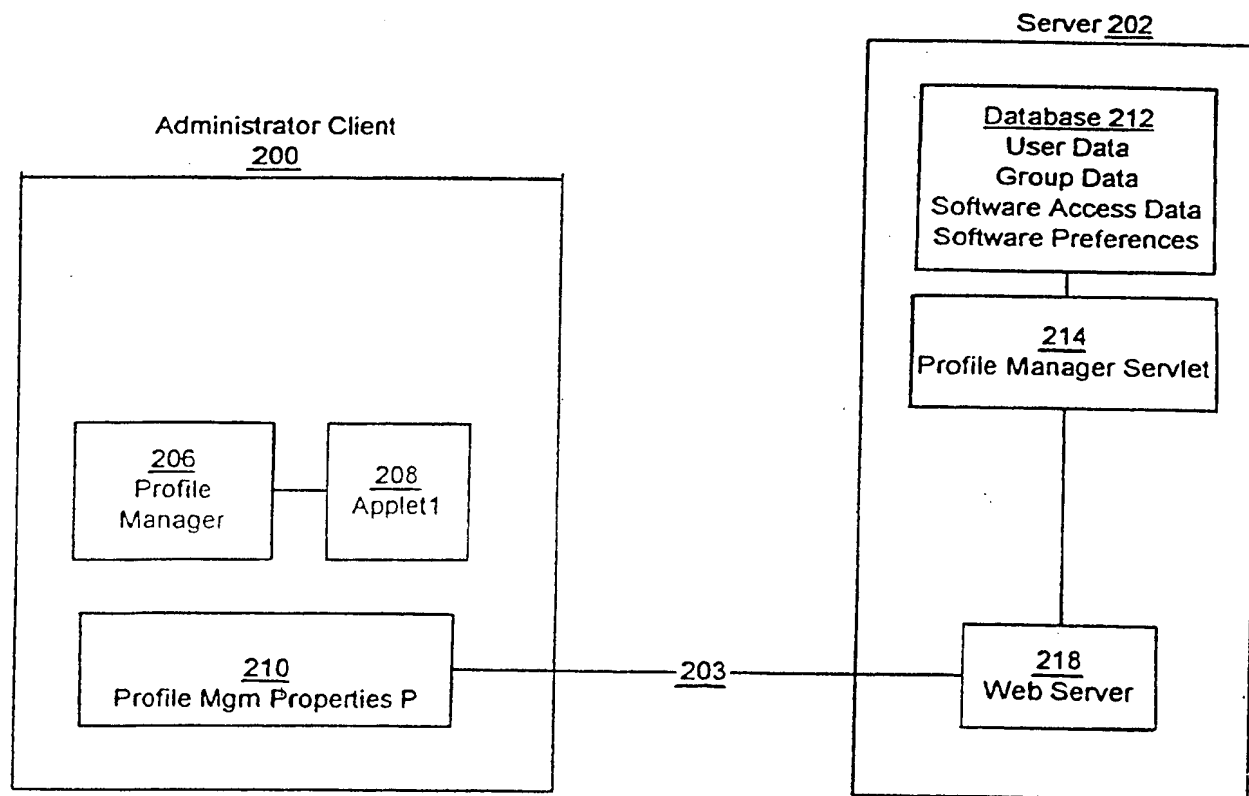 Server 202
Database 212
User Data
Group Data
Software Access Data
Software Preferences
214
Profile Manager Servlet
Administrator Client
200
206
Profile
Manager
208
Applet1
210
Profile Mgm Properties P
203
218
Web Server